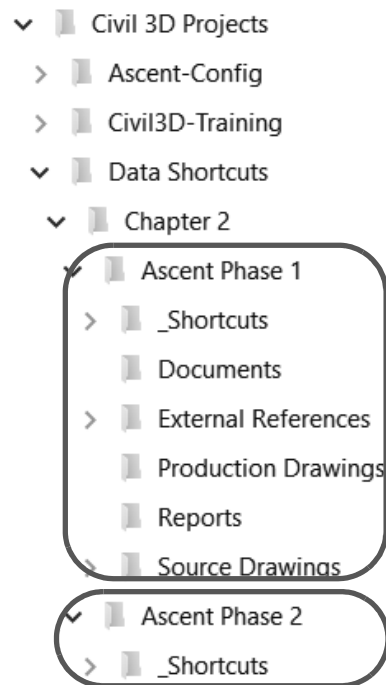 Civil 3D Projects
Ascent-Config
Civil3D-Training
Data Shortcuts
Chapter 2
Ascent Phase 1
_Shortcuts
Documents
External References
Production Drawings
Reports
Source Drawings
Ascent Phase 2
_Shortcuts